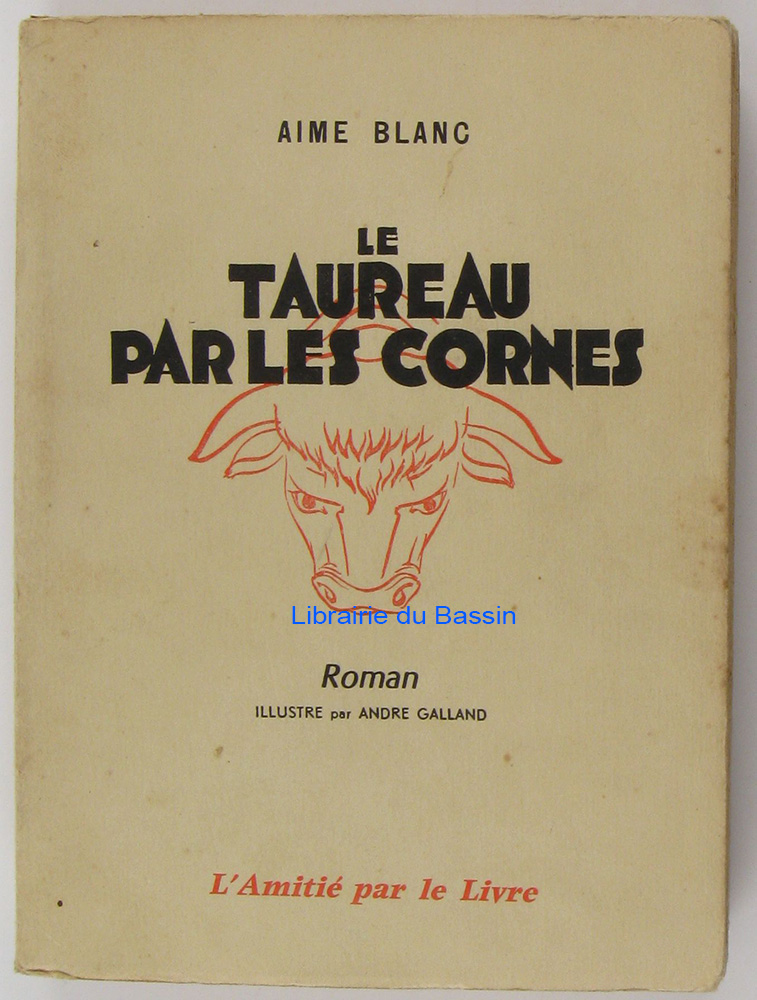 AIME BLANC
LE
TAUREAU
PAR LES CORNES
Librairie du Bassin
Roman
ILLUSTRE par ANDRE GALLAND
L'Amitié par le Livre